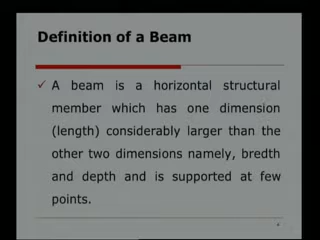 Definition of a Beam
✓ A beam is a horizontal structural
member which has one dimension
(length) considerably larger than the
other two dimensions namely, bredth
and depth and is supported at few
points.